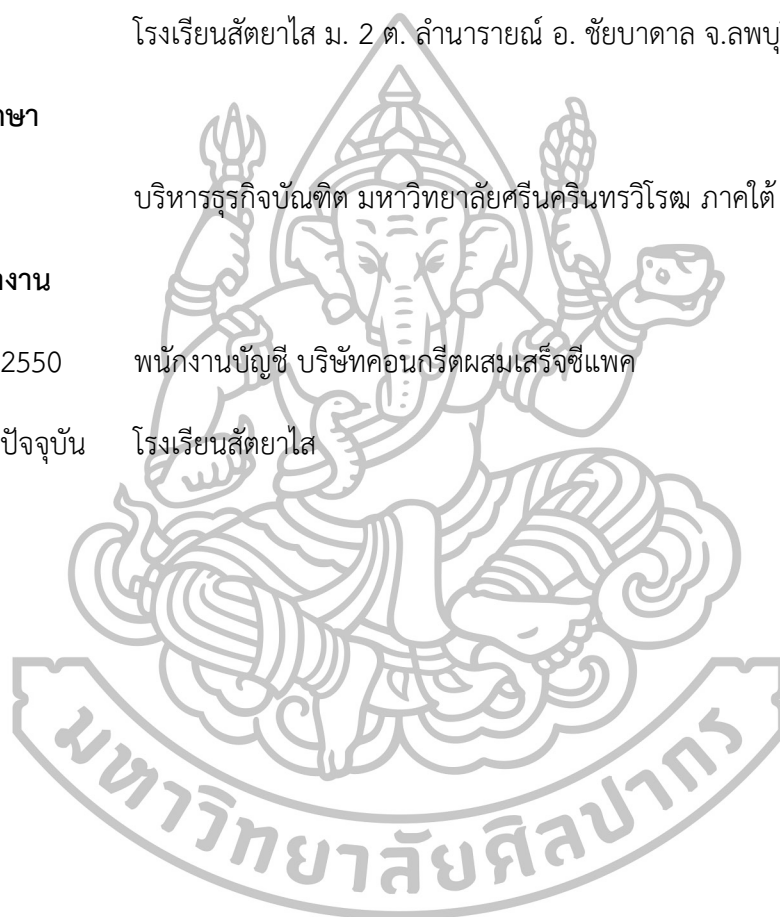 โรงเรียนสัตยาไส ม. 2 ต. ลำนารายณ์ อ. ชัยบาดาล จ.ลพบุ
บริหารธุรกิจบัณฑิต มหาวิทยาลัยศรีนครินทรวิโรฒ ภาคใต้
2550 พนักงานบัญชี บริษัทคอนกรีตผสมเสร็จซีแพค
ปัจจุบัน โรงเรียนสัตยาไส
มหาวิทยาลัยศิลปากร